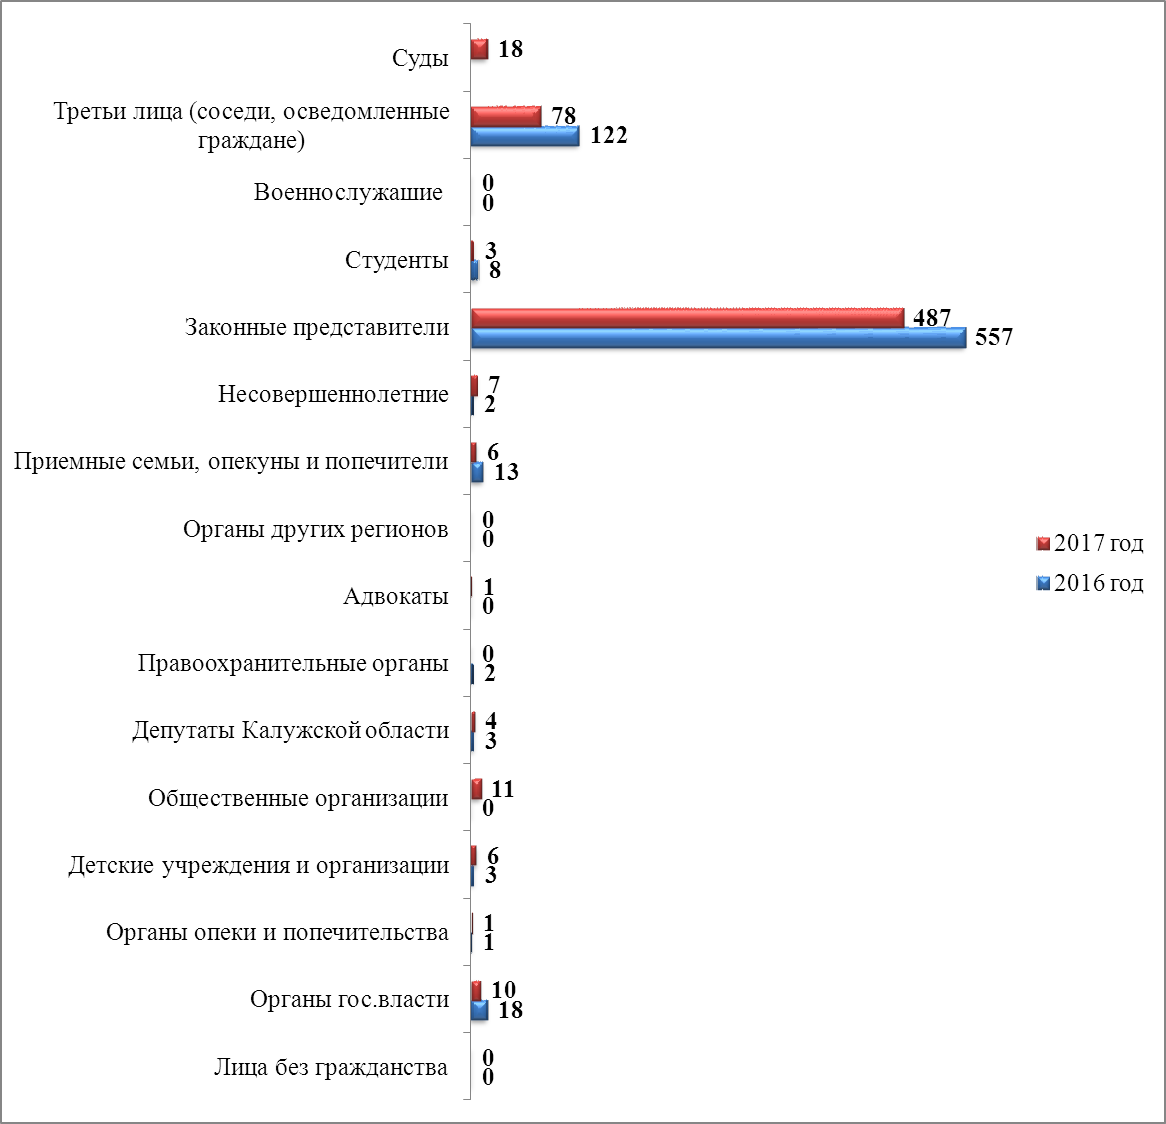 Суды
18
Третьи лица (соседи, осведомленные
граждане)
78
122
Военнослужашие
0
0
Студенты
3
8
Законные представители
487
557
Несовершеннолетние
7
2
Приемные семьи, опекуны и попечители
6
13
Органы других регионов
0
0
2017 год
2016 год
Адвокаты
1
0
Правоохранительные органы
0
2
Депутаты Калужской области
4
3
Общественные организации
11
0
Детские учреждения и организации
6
3
Органы опеки и попечительства
1
1
Органы гос.власти
10
18
Лица без гражданства
0
0